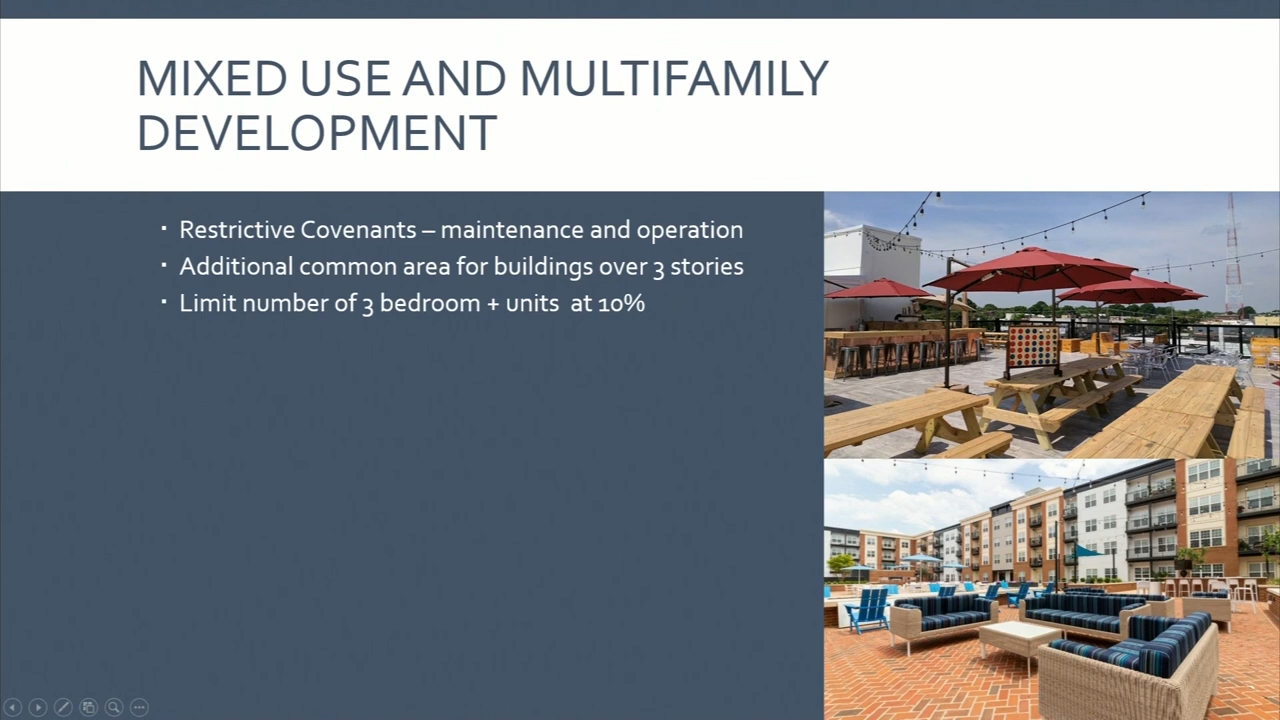 MIXED USE AND MULTIFAMILY
DEVELOPMENT
▪ Restrictive Covenants – maintenance and operation
▪ Additional common area for buildings over 3 stories
▪ Limit number of 3 bedroom + units  at 10%